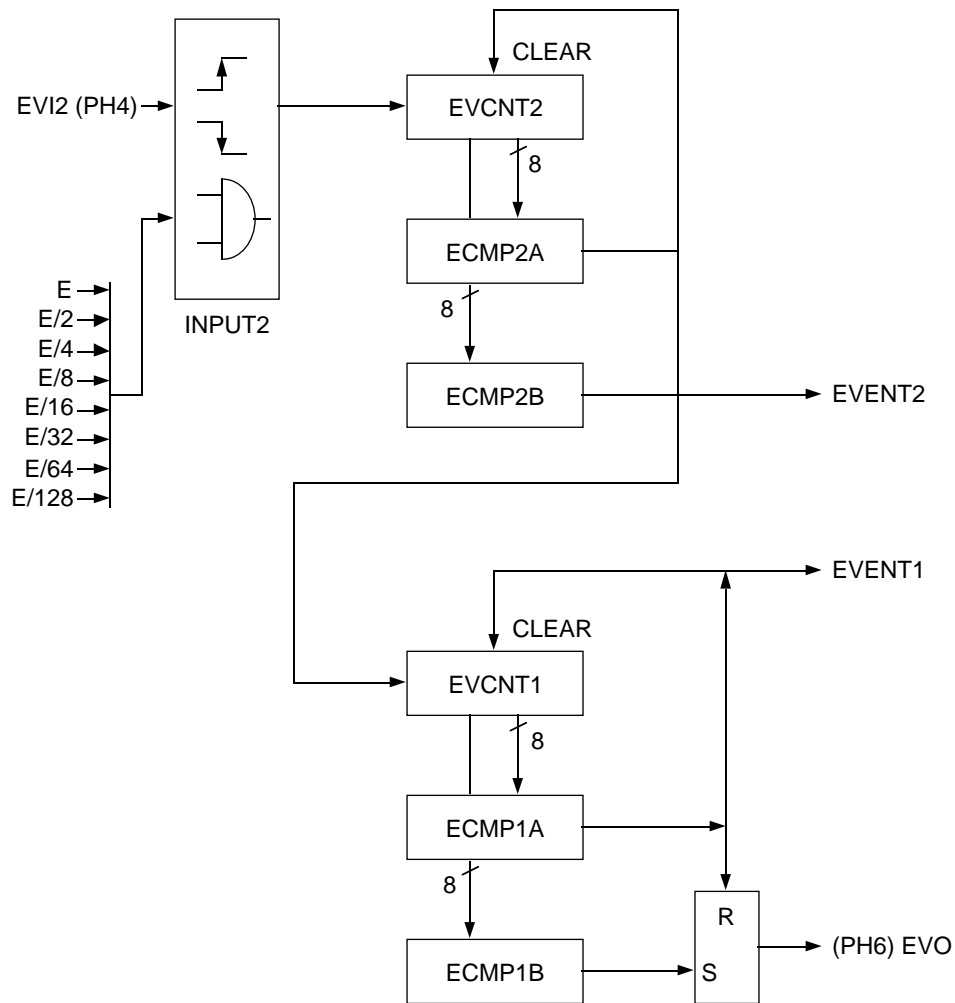 CLEAR
EVI2 (PH4)
EVCNT2
8
ECMP2A
8
INPUT2
E
E/2
E/4
E/8
E/16
E/32
E/64
E/128
ECMP2B
EVENT2
EVENT1
CLEAR
EVCNT1
8
ECMP1A
8
R
S
ECMP1B
(PH6) EVO